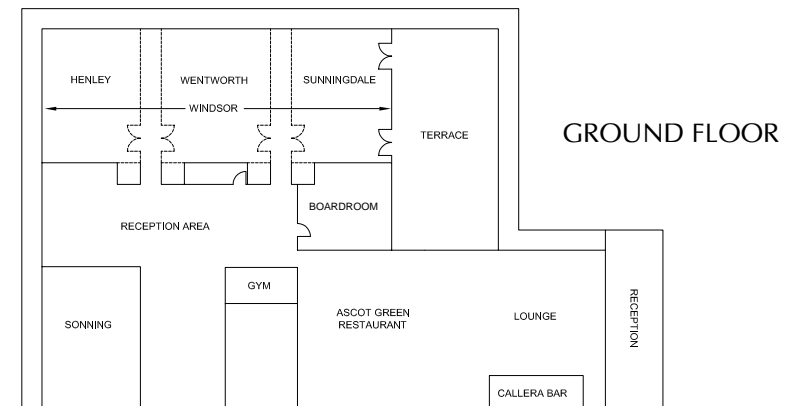 HENLEY
WENTWORTH
SUNNINGDALE
WINDSOR
TERRACE
GROUND FLOOR
BOARDROOM
RECEPTION AREA
GYM
SONNING
ASCOT GREEN
RESTAURANT
LOUNGE
RECEPTION
CALLERA BAR